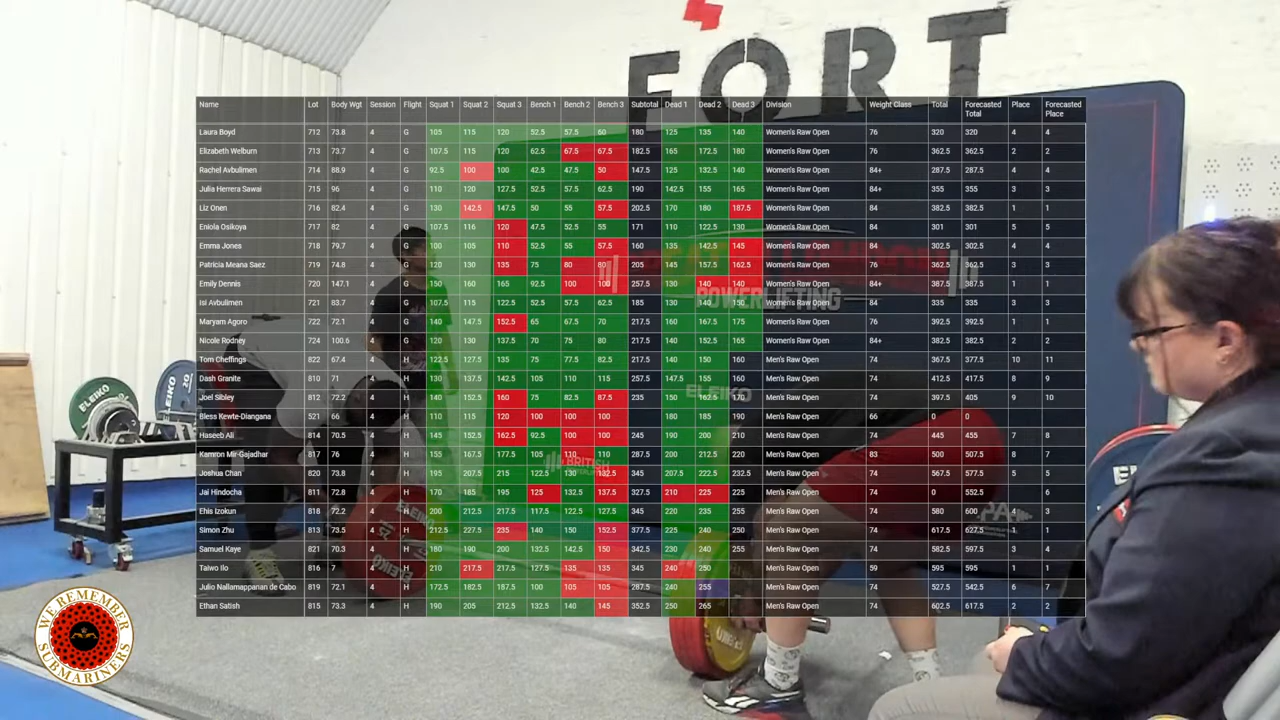 FORT
Name Lot Body Wgt Session Flight Squat 1 Squat 2 Squat 3 Bench 1 Bench 2 Bench 3 Subtotal Dead 1 Dead 2 Dead 3 Division Weight Class Total Forecasted Total Place Forecasted Place
Laura Boyd 712 73.8 4 G 105 115 120 52.5 57.5 60 180 125 135 140 Women's Raw Open 76 320 320 4 4
Elizabeth Welburn 713 73.7 4 G 107.5 115 120 62.5 67.5 67.5 182.5 165 172.5 180 Women's Raw Open 76 362.5 362.5 2 2
Rachel Avbulimen 714 88.9 4 G 92.5 100 100 42.5 47.5 50 147.5 125 132.5 140 Women's Raw Open 84+ 287.5 287.5 4 4
Julia Herrera Sawai 715 96 4 G 110 120 127.5 52.5 57.5 62.5 190 142.5 155 165 Women's Raw Open 84+ 355 355 3 3
Liz Onen 716 82.4 4 G 130 142.5 147.5 50 55 57.5 202.5 170 180 187.5 Women's Raw Open 84 382.5 382.5 1 1
Eniola Osikoya 717 82 4 G 107.5 116 120 47.5 52.5 55 171 110 122.5 130 Women's Raw Open 84 301 301 5 5
Emma Jones 718 79.7 4 G 100 105 110 52.5 55 57.5 160 135 142.5 145 Women's Raw Open 84 302.5 302.5 4 4
Patricia Meana Saez 719 74.8 4 G 120 130 135 75 80 80 205 145 157.5 162.5 Women's Raw Open 76 362.5 362.5 3 3
Emily Dennis 720 147.1 4 G 150 160 165 92.5 100 100 257.5 130 140 140 Women's Raw Open 84+ 387.5 387.5 1 1
Isi Avbulimen 721 83.7 4 G 107.5 115 122.5 52.5 57.5 62.5 185 130 140 150 Women's Raw Open 84 335 335 3 3
Maryam Agoro 722 72.1 4 G 140 147.5 152.5 65 67.5 70 217.5 160 167.5 175 Women's Raw Open 76 392.5 392.5 1 1
Nicole Rodney 724 100.6 4 G 120 130 137.5 70 75 80 217.5 140 152.5 165 Women's Raw Open 84+ 382.5 382.5 2 2
Tom Cheffings 822 67.4 4 H 122.5 127.5 135 75 77.5 82.5 217.5 140 150 160 Men's Raw Open 74 367.5 377.5 10 11
Dash Granite 810 71 4 H 130 137.5 142.5 105 110 115 257.5 147.5 155 160 Men's Raw Open 74 412.5 417.5 8 9
Joel Sibley 812 72.2 4 H 140 152.5 160 75 82.5 87.5 235 150 162.5 170 Men's Raw Open 74 397.5 405 9 10
Bless Kewte-Diangana 521 66 4 H 110 115 120 100 100 100 180 185 190 Men's Raw Open 66 0 0
Haseeb Ali 814 70.5 4 H 145 152.5 162.5 92.5 100 100 245 190 200 210 Men's Raw Open 74 445 455 7 8
Kamron Mir-Gajadhar 817 76 4 H 155 167.5 177.5 105 110 110 287.5 200 212.5 220 Men's Raw Open 83 500 507.5 8 7
Joshua Chan 820 73.8 4 H 195 207.5 215 122.5 130 132.5 345 207.5 222.5 232.5 Men's Raw Open 74 567.5 577.5 5 5
Jai Hindocha 811 72.8 4 H 170 185 195 125 132.5 137.5 327.5 210 225 225 Men's Raw Open 74 0 552.5 6
Ehis Izokun 818 72.2 4 H 200 212.5 217.5 117.5 122.5 127.5 345 220 235 255 Men's Raw Open 74 580 600 4 3
Simon Zhu 813 73.5 4 H 212.5 227.5 235 140 150 152.5 377.5 225 240 250 Men's Raw Open 74 617.5 627.5 1 1
Samuel Kaye 821 70.3 4 H 180 190 200 132.5 142.5 150 342.5 230 240 255 Men's Raw Open 74 582.5 597.5 3 4
Taiwo Ilo 816 7 4 H 210 217.5 217.5 127.5 135 135 345 240 250 Men's Raw Open 59 595 595 1 1
Julio Nallamappanan de Cabo 819 72.1 4 H 172.5 182.5 187.5 100 105 105 287.5 240 255 Men's Raw Open 74 527.5 542.5 6 7
Ethan Satish 815 73.3 4 H 190 205 212.5 132.5 140 145 352.5 250 265 Men's Raw Open 74 602.5 617.5 2 2
POWERLIFTING
ELEIKO
ELEIKO
ELEIKO
BRITISH
WE REMEMBER SUBMARINERS